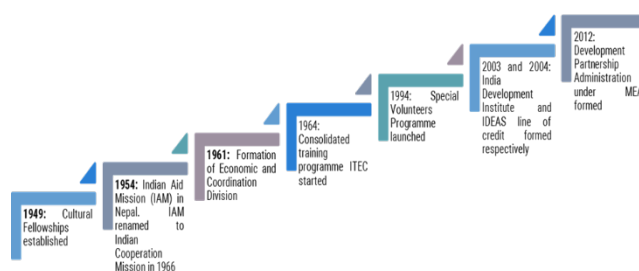 1949: Cultural
Fellowships
established
1954: Indian Aid
Mission (IAM) in
Nepal. IAM
renamed to
Indian
Cooperation
Mission in 1966
1961: Formation
of Economic and
Coordination
Division
1964:
Consolidated
training
programme ITEC
started
1994: Special
Volunteers
Programme
launched
2003 and 2004:
India
Development
Institute and
IDEAS line of
credit formed
respectively
2012:
Development
Partnership
Administration
under MEA
formed